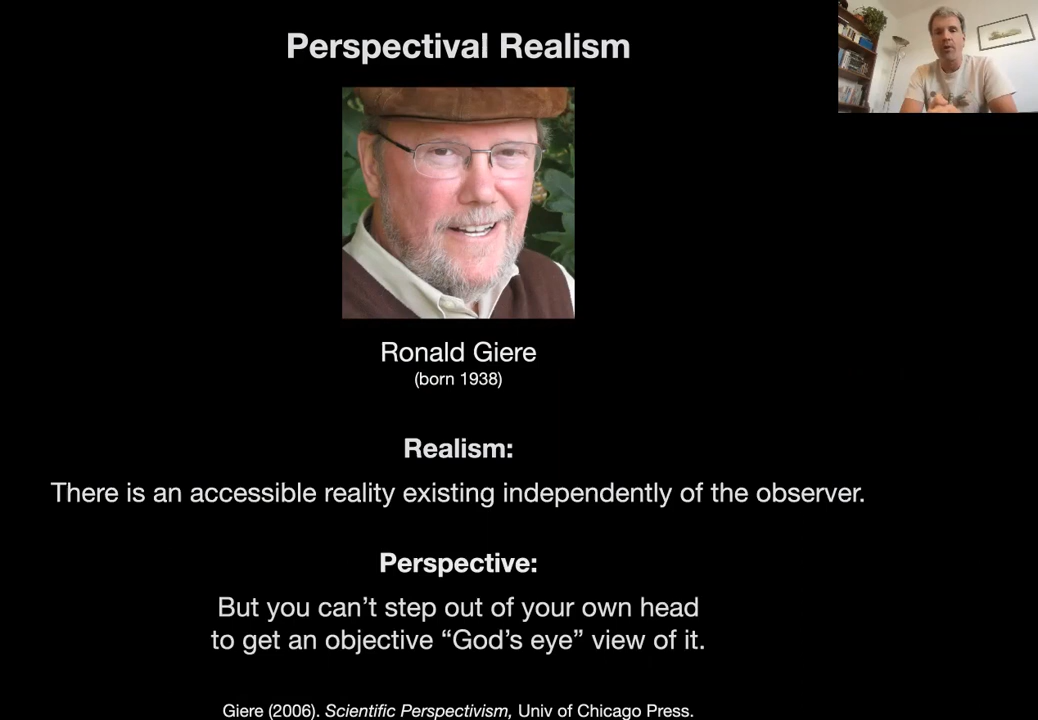 Perspectival Realism
Ronald Giere
(born 1938)
Realism:
There is an accessible reality existing independently of the observer.
Perspective:
But you can’t step out of your own head
to get an objective “God’s eye” view of it.
Giere (2006). Scientific Perspectivism, Univ of Chicago Press.